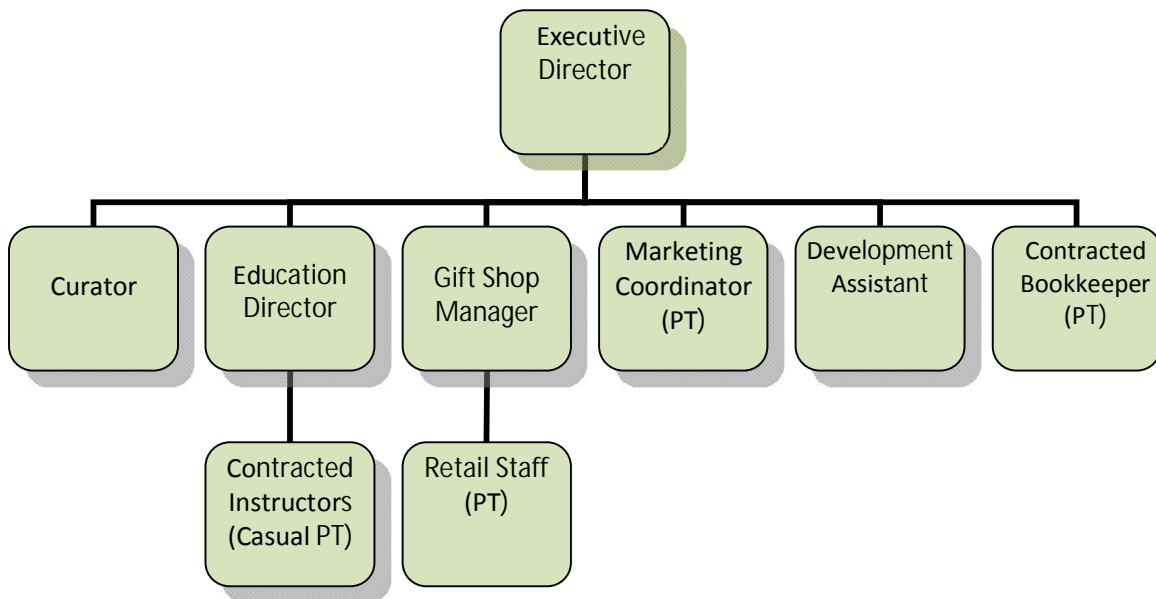 Executive
Director
Curator
Education
Director
Gift Shop
Manager
Marketing
Coordinator
(PT)
Development
Assistant
Contracted
Bookkeeper
(PT)
Contracted
Instructors
(Casual PT)
Retail Staff
(PT)